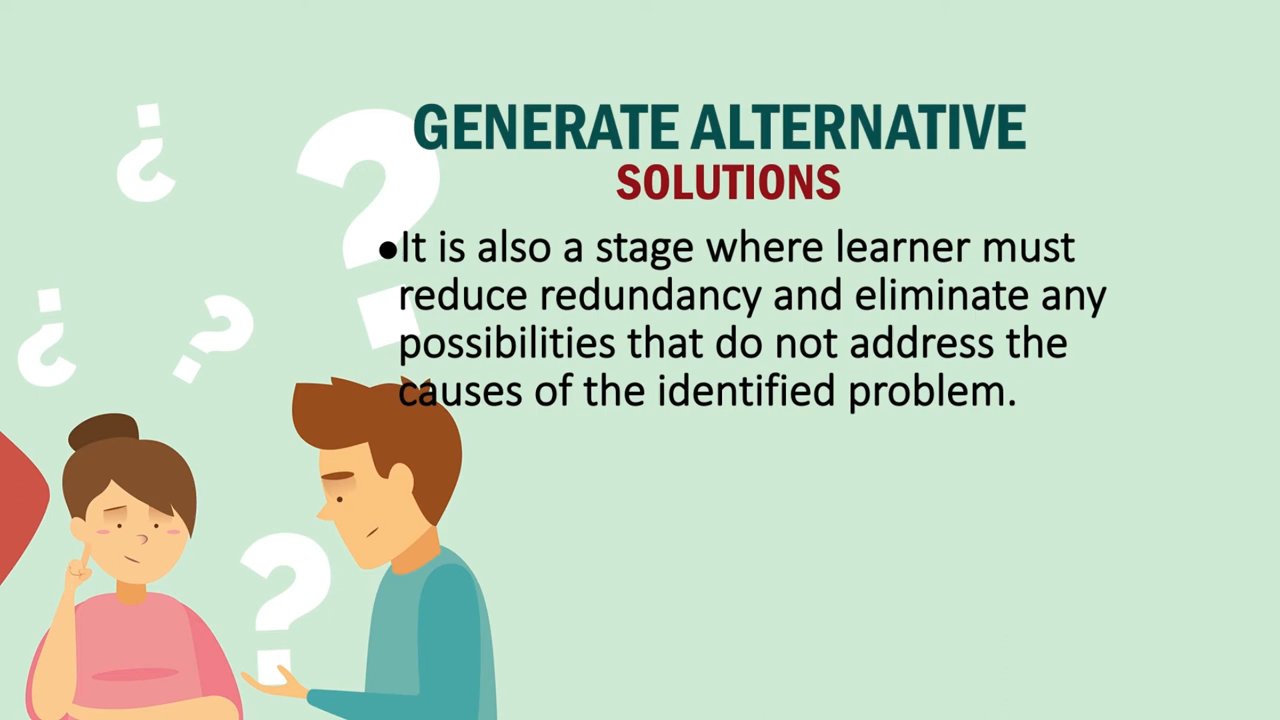 GENERATE ALTERNATIVE
SOLUTIONS
•It is also a stage where learner must
reduce redundancy and eliminate any
possibilities that do not address the
causes of the identified problem.